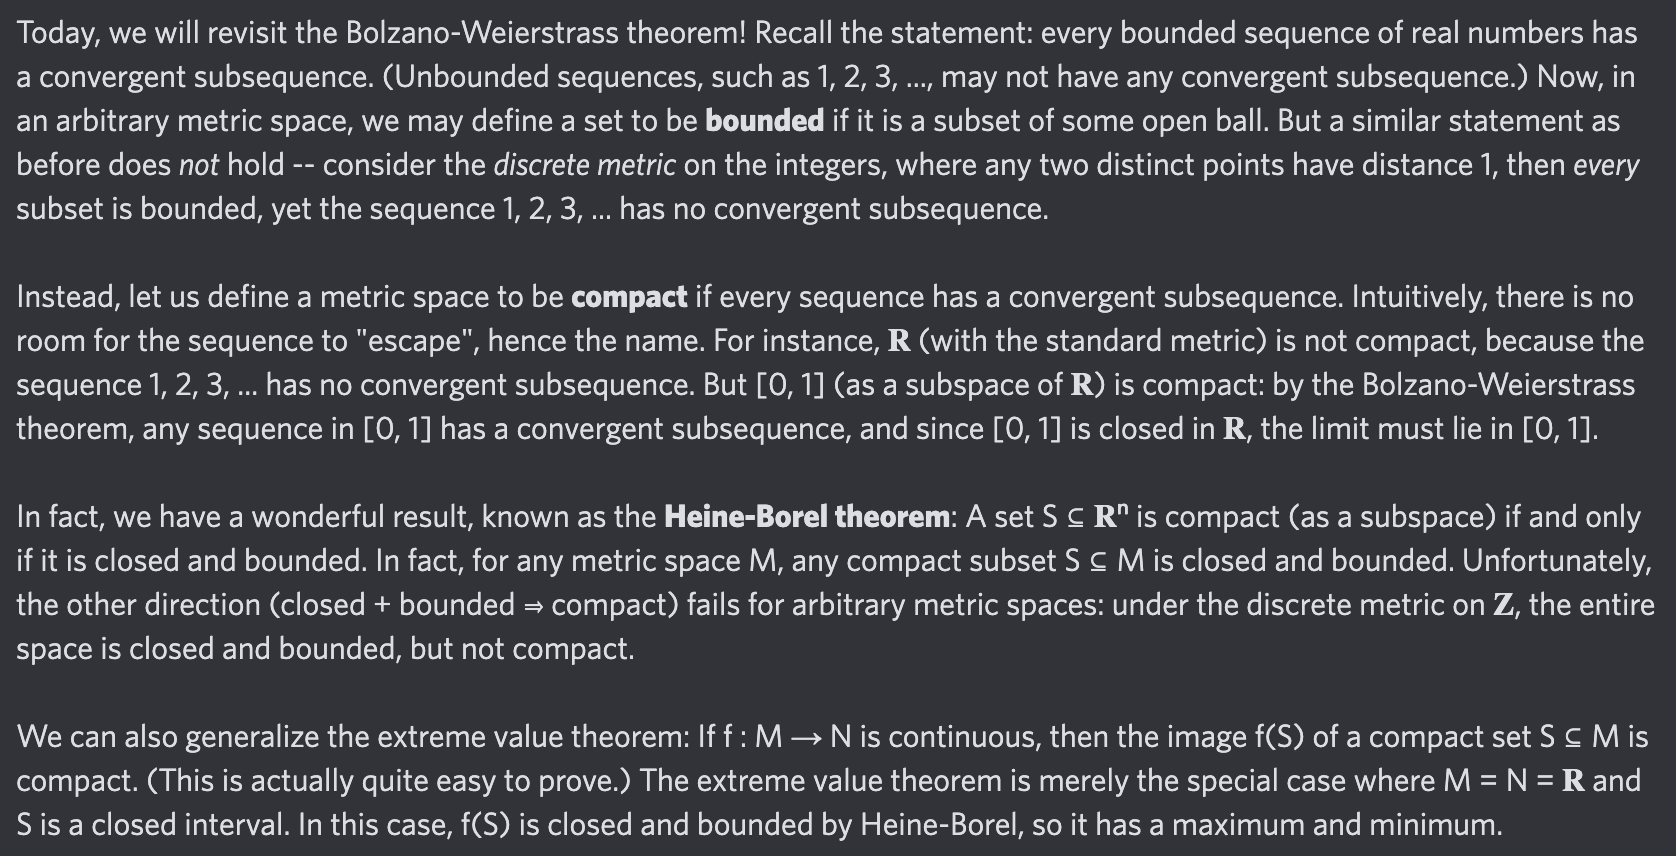 Today, we will revisit the Bolzano-Weierstrass theorem! Recall the statement: every bounded sequence of real numbers has
a convergent subsequence. (Unbounded sequences, such as 1, 2, 3, ..., may not have any convergent subsequence.) Now, in
an arbitrary metric space, we may define a set to be bounded if it is a subset of some open ball. But a similar statement as
before does not hold -- consider the discrete metric on the integers, where any two distinct points have distance 1, then every
subset is bounded, yet the sequence 1, 2, 3, ... has no convergent subsequence.
Instead, let us define a metric space to be compact if every sequence has a convergent subsequence. Intuitively, there is no
room for the sequence to "escape", hence the name. For instance, R (with the standard metric) is not compact, because the
sequence 1, 2, 3, ... has no convergent subsequence. But [0, 1] (as a subspace of R) is compact: by the Bolzano-Weierstrass
theorem, any sequence in [0, 1] has a convergent subsequence, and since [0, 1] is closed in R, the limit must lie in [0, 1].
In fact, we have a wonderful result, known as the Heine-Borel theorem: A set S ⊆ Rⁿ is compact (as a subspace) if and only
if it is closed and bounded. In fact, for any metric space M, any compact subset S ⊆ M is closed and bounded. Unfortunately,
the other direction (closed + bounded ⇒ compact) fails for arbitrary metric spaces: under the discrete metric on Z, the entire
space is closed and bounded, but not compact.
We can also generalize the extreme value theorem: If f : M ⟶ N is continuous, then the image f(S) of a compact set S ⊆ M is
compact. (This is actually quite easy to prove.) The extreme value theorem is merely the special case where M = N = R and
S is a closed interval. In this case, f(S) is closed and bounded by Heine-Borel, so it has a maximum and minimum.